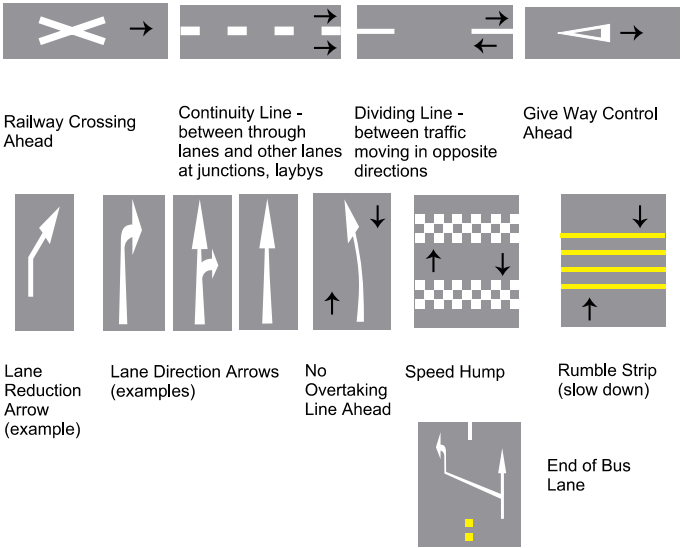 Railway Crossing
Ahead
Continuity Line -
between through
lanes and other lanes
at junctions, laybys
Dividing Line -
between traffic
moving in opposite
directions
Give Way Control
Ahead
Lane
Reduction
Arrow
(example)
Lane Direction Arrows
(examples)
No
Overtaking
Line Ahead
Speed Hump
Rumble Strip
(slow down)
End of Bus
Lane